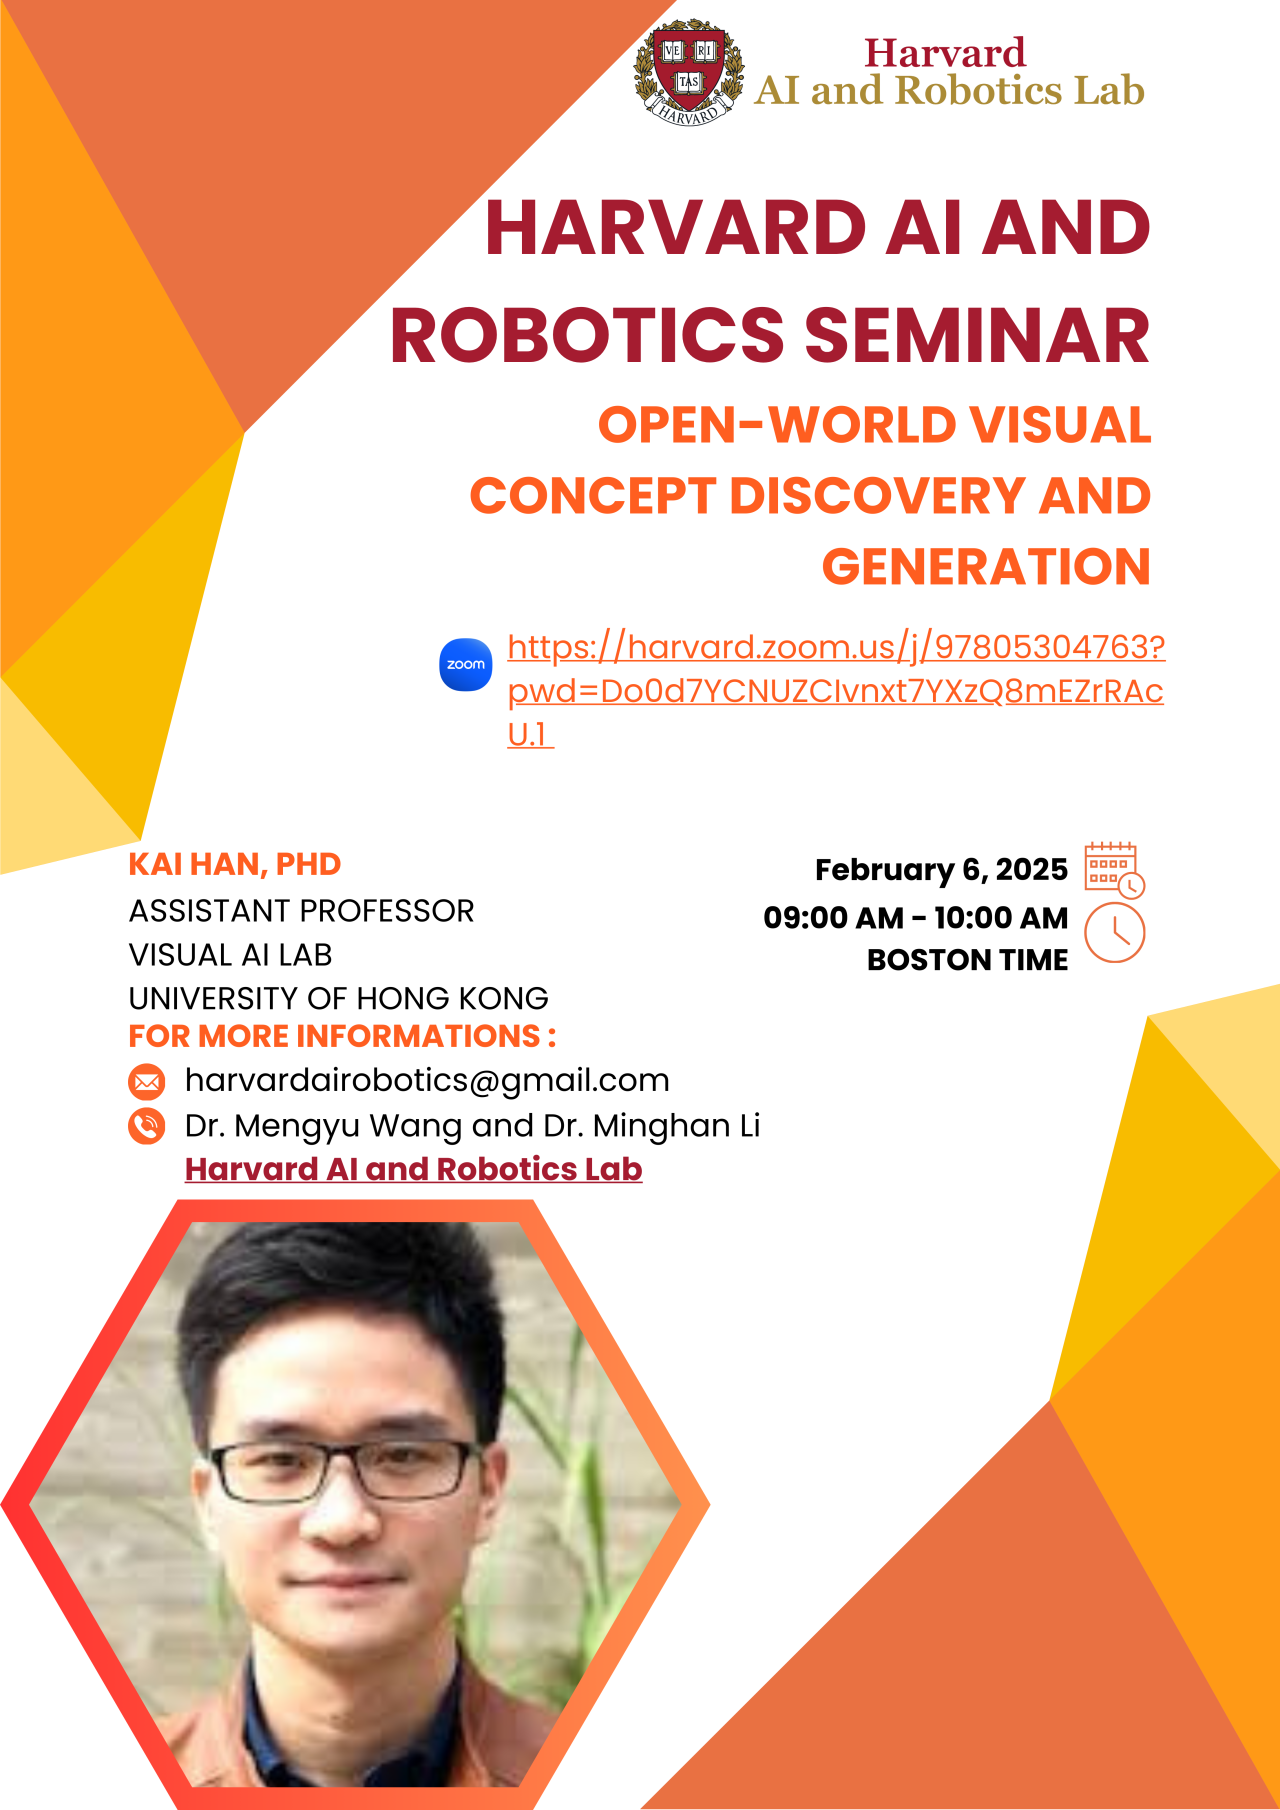 VE RI
TAS
HARVARD
Harvard
AI and Robotics Lab
HARVARD AI AND
ROBOTICS SEMINAR
OPEN-WORLD VISUAL
CONCEPT DISCOVERY AND
GENERATION
zoom
https://harvard.zoom.us/j/97805304763?
pwd=Do0d7YCNUZCIvnxt7YXzQ8mEZrRAc
U.1
KAI HAN, PHD
ASSISTANT PROFESSOR
VISUAL AI LAB
UNIVERSITY OF HONG KONG
February 6, 2025
09:00 AM - 10:00 AM
BOSTON TIME
FOR MORE INFORMATIONS :
harvardairobotics@gmail.com
Dr. Mengyu Wang and Dr. Minghan Li
Harvard AI and Robotics Lab